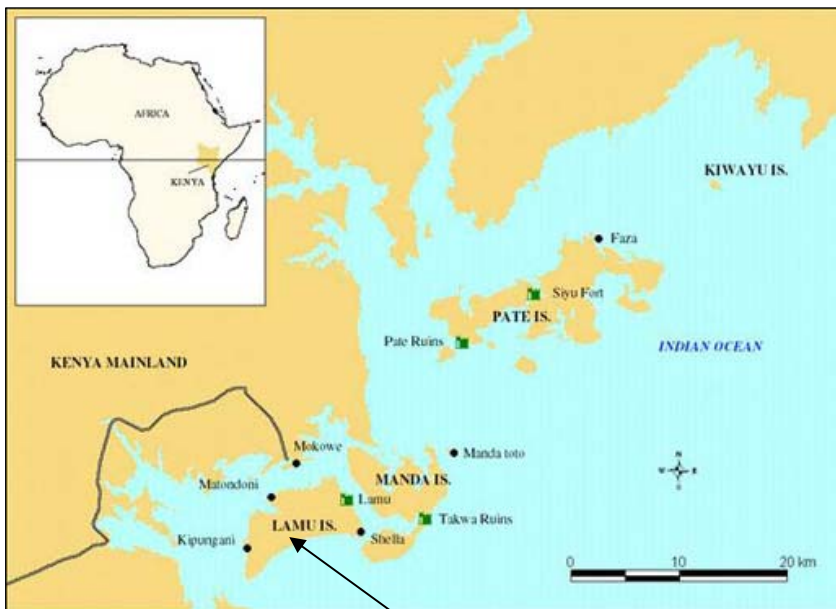 AFRICA
KENYA
KIWAYU IS.
Faza
Siyu Fort
PATE IS.
Pate Ruins
INDIAN OCEAN
KENYA MAINLAND
Mokowe
Manda toto
MANDA IS.
Matondoni
Lamu
Takwa Ruins
LAMU IS.
Shella
Kipungani
N
W E
S
0 10 20 km